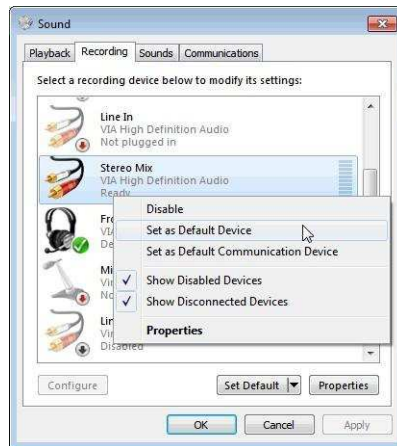 Sound
Playback Recording Sounds Communications
Select a recording device below to modify its settings:
Line In
VIA High Definition Audio
Not plugged in
Stereo Mix
VIA High Definition Audio
Ready
Disable
Set as Default Device
Set as Default Communication Device
Show Disabled Devices
Show Disconnected Devices
Properties
Disabled
Configure Set Default Properties
OK Cancel Apply